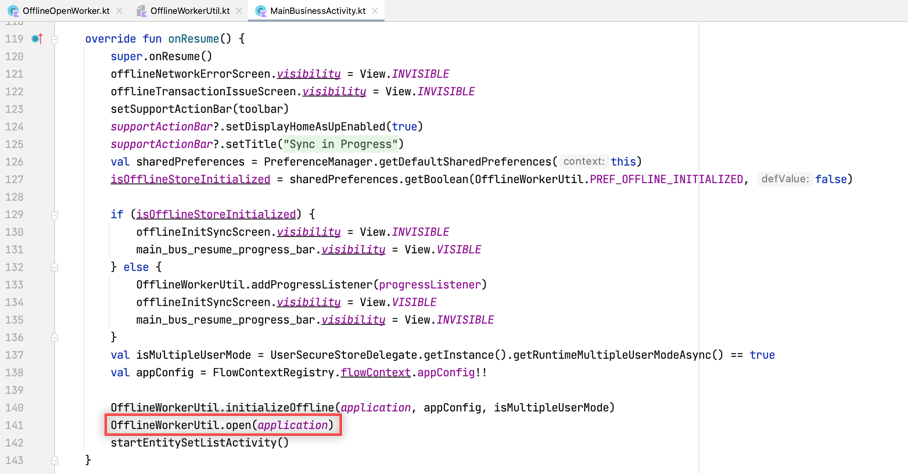 OfflineOpenWorker.kt
OfflineWorkerUtil.kt
MainBusinessActivity.kt
119 override fun onResume() {
120 super.onResume()
121 offlineNetworkErrorScreen.visibility = View.INVISIBLE
122 offlineTransactionIssueScreen.visibility = View.INVISIBLE
123 setSupportActionBar(toolbar)
124 supportActionBar?.setDisplayHomeAsUpEnabled(true)
125 supportActionBar?.setTitle("Sync in Progress")
126 val sharedPreferences = PreferenceManager.getDefaultSharedPreferences( context: this)
127 isOfflineStoreInitialized = sharedPreferences.getBoolean(OfflineWorkerUtil.PREF_OFFLINE_INITIALIZED, defValue: false)
128
129 if (isOfflineStoreInitialized) {
130 offlineInitSyncScreen.visibility = View.INVISIBLE
131 main_bus_resume_progress_bar.visibility = View.VISIBLE
132 } else {
133 OfflineWorkerUtil.addProgressListener(progressListener)
134 offlineInitSyncScreen.visibility = View.VISIBLE
135 main_bus_resume_progress_bar.visibility = View.INVISIBLE
136 }
137 val isMultipleUserMode = UserSecureStoreDelegate.getInstance().getRuntimeMultipleUserModeAsync() == true
138 val appConfig = FlowContextRegistry.flowContext.appConfig!!
139
140 OfflineWorkerUtil.initializeOffline(application, appConfig, isMultipleUserMode)
141 OfflineWorkerUtil.open(application)
142 startEntitySetListActivity()
143 }